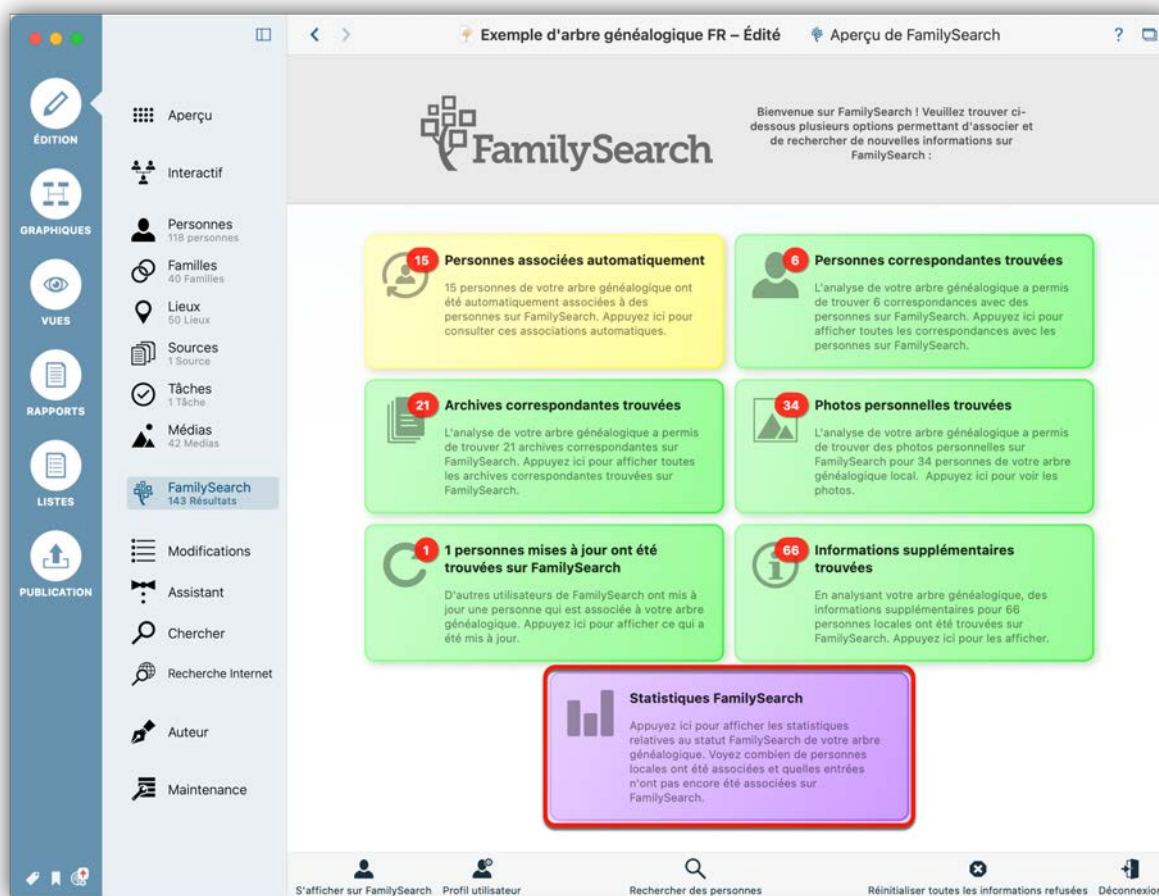 Exemple d'arbre généalogique FR – Édité
Aperçu de FamilySearch
?
ÉDITION
GRAPHIQUES
VUES
RAPPORTS
LISTES
PUBLICATION
Aperçu
Interactif
Personnes
118 personnes
Familles
40 Familles
Lieux
50 Lieux
Sources
1 Source
Tâches
1 Tâche
Médias
42 Medias
FamilySearch
143 Résultats
Modifications
Assistant
Chercher
Recherche Internet
Auteur
Maintenance
FamilySearch
Bienvenue sur FamilySearch ! Veuillez trouver ci-
dessous plusieurs options permettant d'associer et
de rechercher de nouvelles informations sur
FamilySearch :
15
Personnes associées automatiquement
15 personnes de votre arbre généalogique ont
été automatiquement associées à des
personnes sur FamilySearch. Appuyez ici pour
consulter ces associations automatiques.
6
Personnes correspondantes trouvées
L'analyse de votre arbre généalogique a permis
de trouver 6 correspondances avec des
personnes sur FamilySearch. Appuyez ici pour
afficher toutes les correspondances avec les
personnes sur FamilySearch.
21
Archives correspondantes trouvées
L'analyse de votre arbre généalogique a permis
de trouver 21 archives correspondantes sur
FamilySearch. Appuyez ici pour afficher toutes
les archives correspondantes trouvées sur
FamilySearch.
34
Photos personnelles trouvées
L'analyse de votre arbre généalogique a permis
de trouver des photos personnelles sur
FamilySearch pour 34 personnes de votre arbre
généalogique local. Appuyez ici pour voir les
photos.
1
1 personnes mises à jour ont été
trouvées sur FamilySearch
D'autres utilisateurs de FamilySearch ont mis à
jour une personne qui est associée à votre arbre
généalogique. Appuyez ici pour afficher ce qui a
été mis à jour.
66
Informations supplémentaires
trouvées
En analysant votre arbre généalogique, des
informations supplémentaires pour 66
personnes locales ont été trouvées sur
FamilySearch. Appuyez ici pour les afficher.
Statistiques FamilySearch
Appuyez ici pour afficher les statistiques
relatives au statut FamilySearch de votre arbre
généalogique. Voyez combien de personnes
locales ont été associées et quelles entrées
n'ont pas encore été associées sur
FamilySearch.
S'afficher sur FamilySearch
Profil utilisateur
Rechercher des personnes
Réinitialiser toutes les informations refusées
Déconnexion